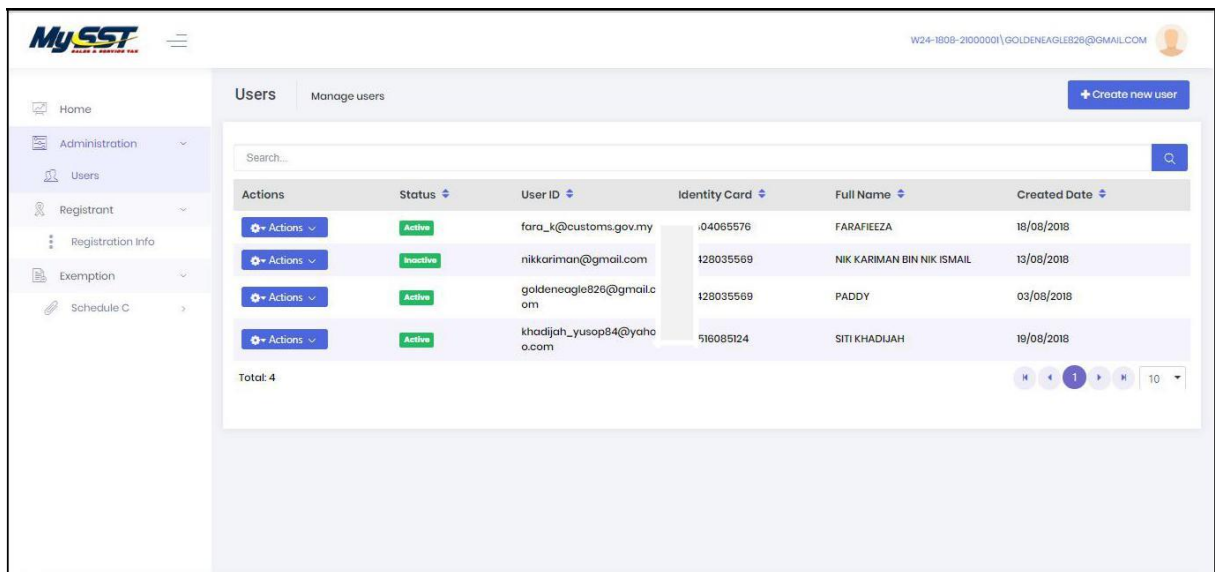 MySST
SALES & SERVICE TAX
W24-1808-21000001\GOLDENEAGLE826@GMAIL.COM
Home
Administration
Users
Registrant
Registration Info
Exemption
Schedule C
Users Manage users
Create new user
Search...
Actions Status User ID Identity Card Full Name Created Date
Actions Active fara_k@customs.gov.my 04065576 FARAFIEEZA 18/08/2018
Actions Inactive nikkariman@gmail.com 428035569 NIK KARIMAN BIN NIK ISMAIL 13/08/2018
Actions Active goldeneagle826@gmail.c 428035569 PADDY 03/08/2018
om
Actions Active khadijah_yusop84@yaho 516085124 SITI KHADIJAH 19/08/2018
o.com
Total: 4
1 10